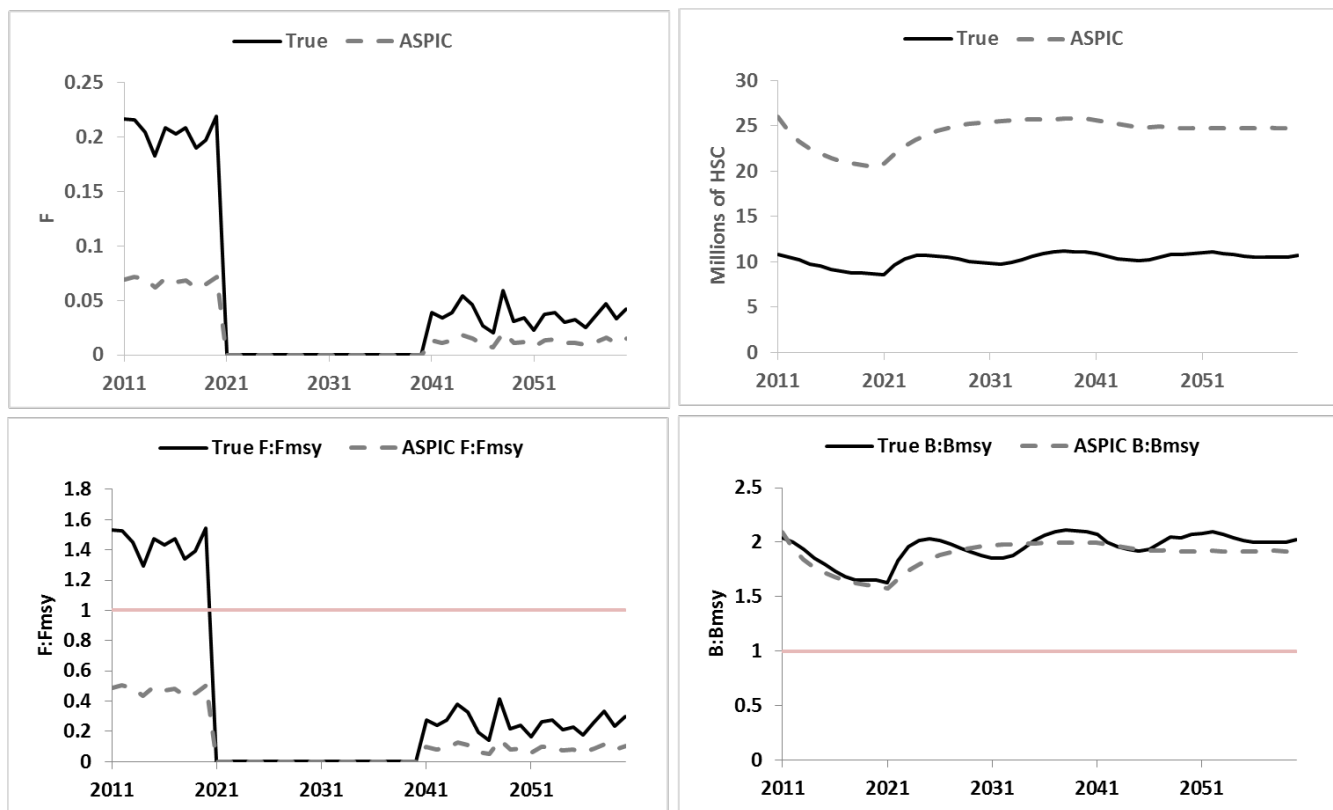 True ASPIC
0.25
0.2
0.15
0.1
0.05
0
F
2011 2021 2031 2041 2051
True ASPIC
30
25
20
15
10
5
0
Millions of HSC
2011 2021 2031 2041 2051
True F:Fmsy ASPIC F:Fmsy
1.8
1.6
1.4
1.2
1
0.8
0.6
0.4
0.2
0
F:Fmsy
2011 2021 2031 2041 2051
True B:Bmsy ASPIC B:Bmsy
2.5
2
1.5
1
0.5
0
B:Bmsy
2011 2021 2031 2041 2051